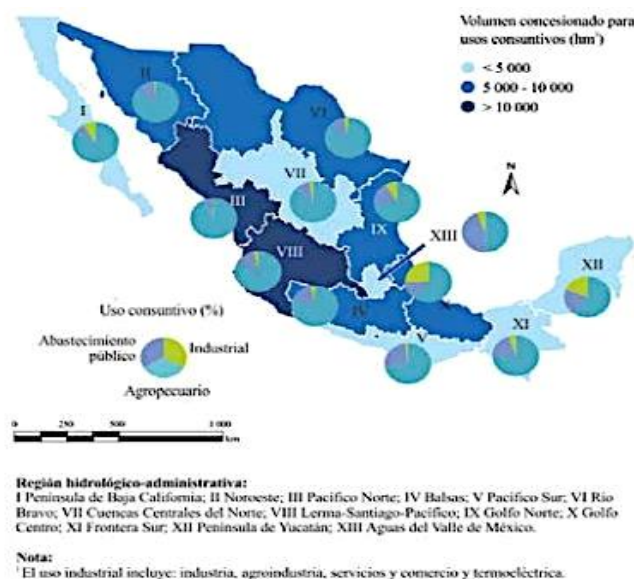 Volumen concesionado para
usos consuntivos (hm³)
< 5 000
5 000 - 10 000
> 10 000
II
I
VI
N
VII
III
IX
XIII
VIII
XII
Uso consuntivo (%)
IV
XI
Abastecimiento
público
Industrial
V
Agropecuario
0 250 500 1 000
km
Región hidrológico-administrativa:
I Península de Baja California; II Noroeste; III Pacífico Norte; IV Balsas; V Pacífico Sur; VI Río
Bravo; VII Cuencas Centrales del Norte; VIII Lerma-Santiago-Pacífico; IX Golfo Norte; X Golfo
Centro; XI Frontera Sur; XII Península de Yucatán; XIII Aguas del Valle de México.
Nota:
¹ El uso industrial incluye: industria, agroindustria, servicios y comercio y termoeléctrica.